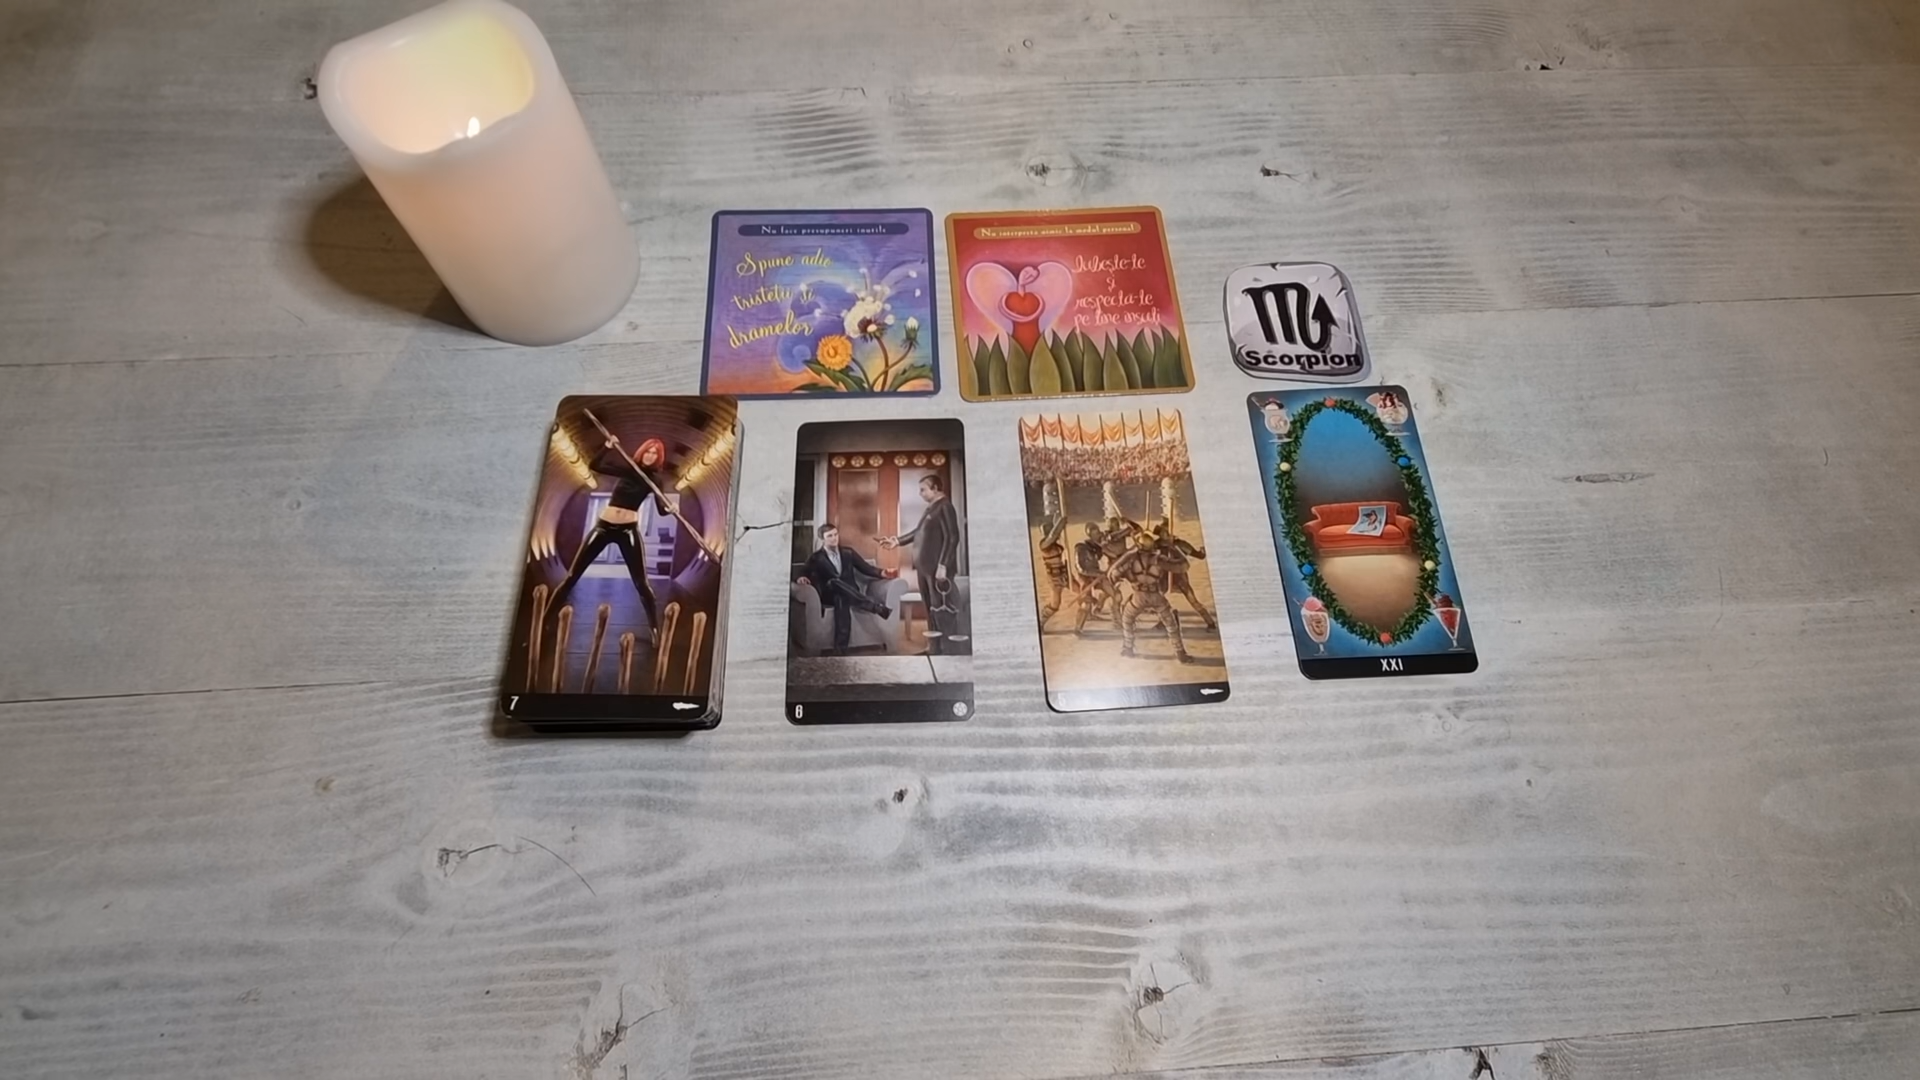 Nu face presupuneri inutile
Spune adio
tristeții și
dramelor
Nu interpreta nimic la modul personal
Iubește-te
și
respectă-te
pe tine însuți
Scorpion
7
6
XXI